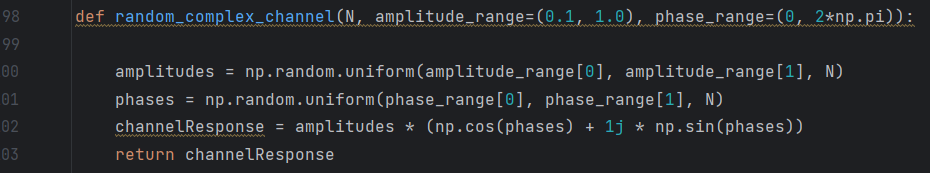 98 def random_complex_channel(N, amplitude_range=(0.1, 1.0), phase_range=(0, 2*np.pi)):
99
00 amplitudes = np.random.uniform(amplitude_range[0], amplitude_range[1], N)
01 phases = np.random.uniform(phase_range[0], phase_range[1], N)
02 channelResponse = amplitudes * (np.cos(phases) + 1j * np.sin(phases))
03 return channelResponse